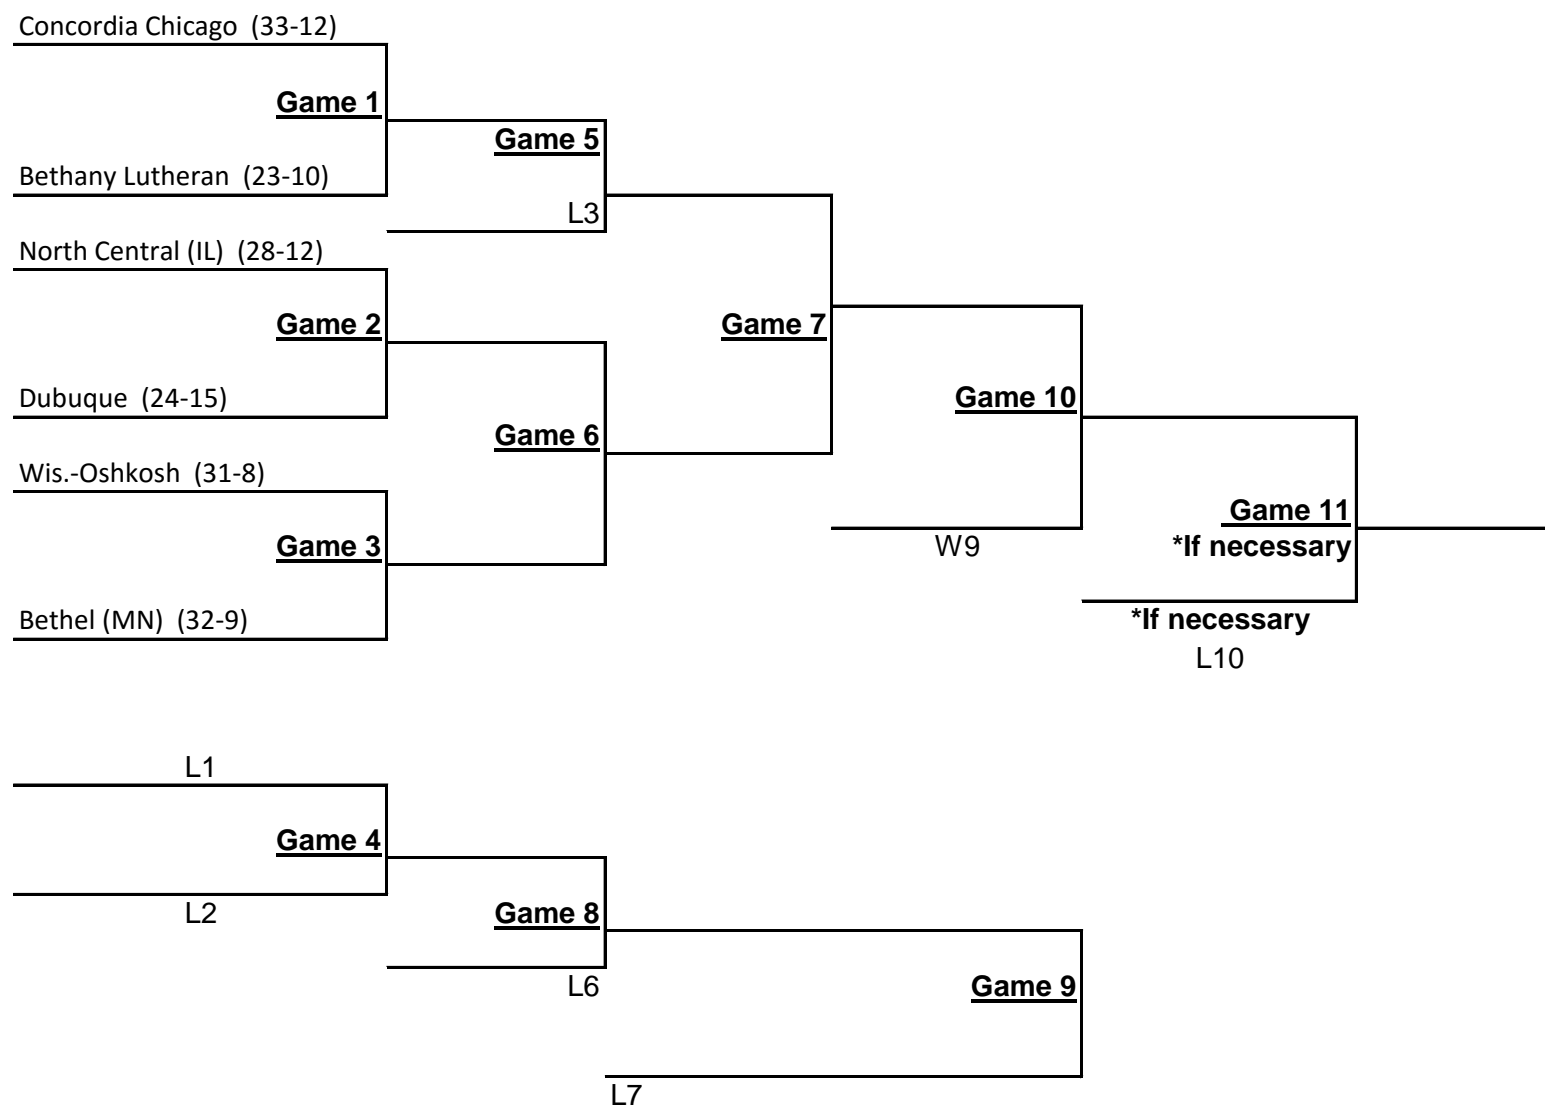 Concordia Chicago  (33-12)
Game 1
Game 5
Bethany Lutheran  (23-10)
L3
North Central (IL)  (28-12)
Game 2
Game 7
Dubuque  (24-15)
Game 10
Game 6
Wis.-Oshkosh  (31-8)
Game 11
Game 3
W9
*If necessary
Bethel (MN)  (32-9)
*If necessary
L10
L1
Game 4
L2
Game 8
L6
Game 9
L7